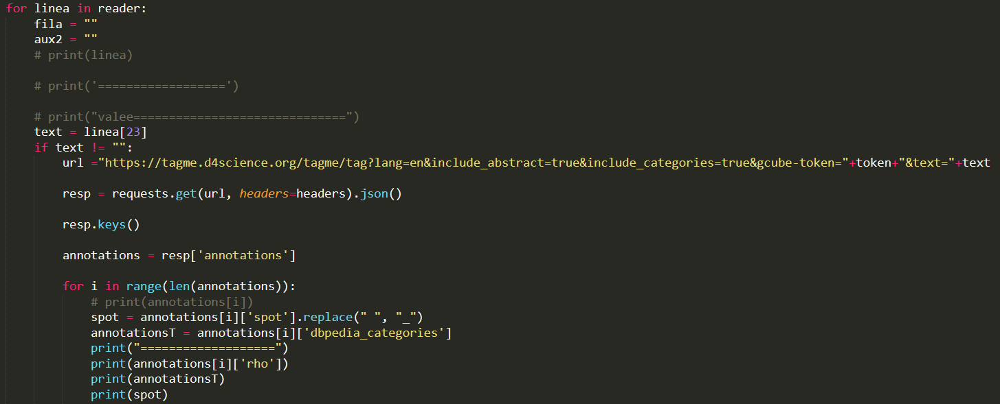 for linea in reader:
    fila = ""
    aux2 = ""
    # print(linea)

    # print('==================')

    # print("valee==============================")
    text = linea[23]
    if text != "":
        url ="https://tagme.d4science.org/tagme/tag?lang=en&include_abstract=true&include_categories=true&gcube-token="+token+"&text="+text

        resp = requests.get(url, headers=headers).json()

        resp.keys()

        annotations = resp['annotations']

        for i in range(len(annotations)):
            # print(annotations[i])
            spot = annotations[i]['spot'].replace(" ", "_")
            annotationsT = annotations[i]['dbpedia_categories']
            print("===================")
            print(annotations[i]['rho'])
            print(annotationsT)
            print(spot)